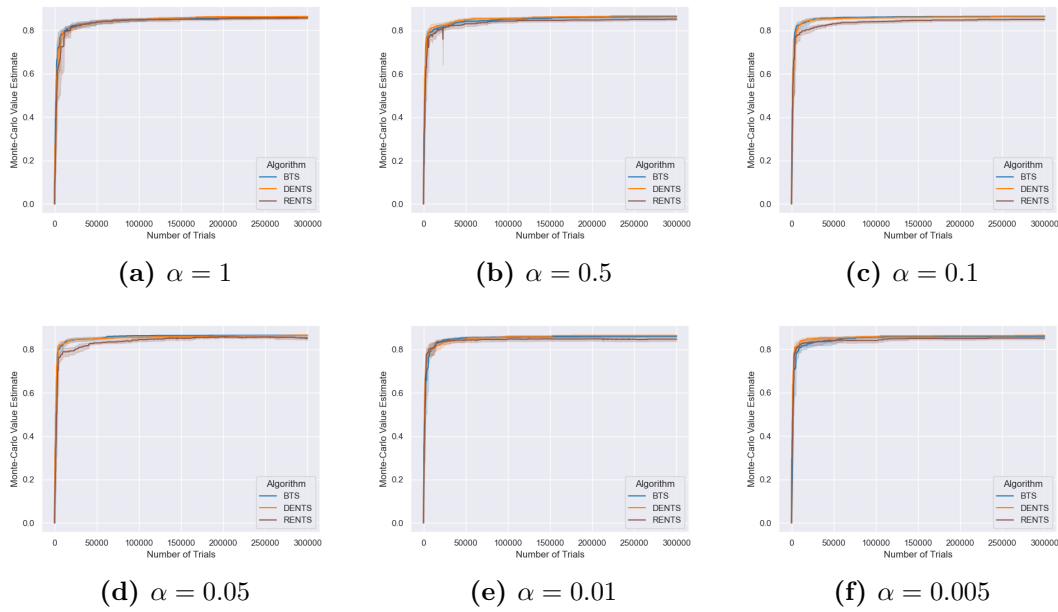 Monte-Carlo Value Estimate
0.8
0.6
0.4
0.2
0.0
0 50000 100000 150000 200000 250000 300000
Number of Trials
Algorithm
BTS
DENTS
RENTS
(a) α = 1
Monte-Carlo Value Estimate
0.8
0.6
0.4
0.2
0.0
0 50000 100000 150000 200000 250000 300000
Number of Trials
Algorithm
BTS
DENTS
RENTS
(b) α = 0.5
Monte-Carlo Value Estimate
0.8
0.6
0.4
0.2
0.0
0 50000 100000 150000 200000 250000 300000
Number of Trials
Algorithm
BTS
DENTS
RENTS
(c) α = 0.1
Monte-Carlo Value Estimate
0.8
0.6
0.4
0.2
0.0
0 50000 100000 150000 200000 250000 300000
Number of Trials
Algorithm
BTS
DENTS
RENTS
(d) α = 0.05
Monte-Carlo Value Estimate
0.8
0.6
0.4
0.2
0.0
0 50000 100000 150000 200000 250000 300000
Number of Trials
Algorithm
BTS
DENTS
RENTS
(e) α = 0.01
Monte-Carlo Value Estimate
0.8
0.6
0.4
0.2
0.0
0 50000 100000 150000 200000 250000 300000
Number of Trials
Algorithm
BTS
DENTS
RENTS
(f) α = 0.005